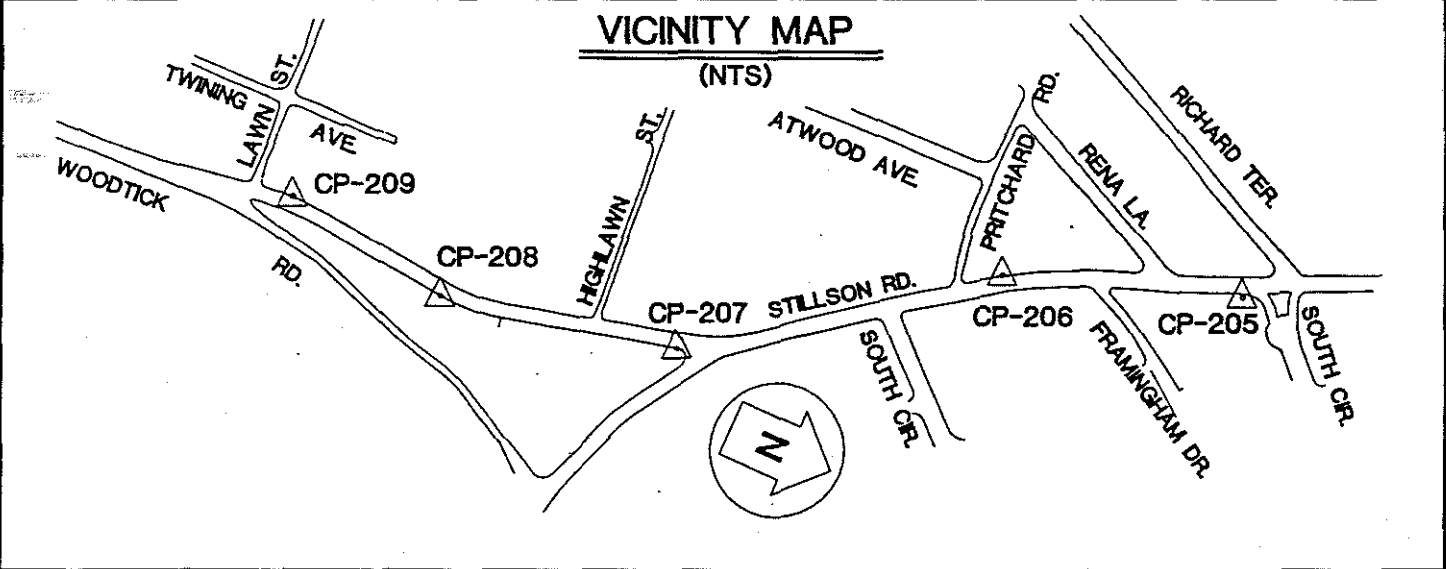 VICINITY MAP
(NTS)
TWINING
AVE.
LAWN
ST.
WOODTICK
RD.
CP-209
CP-208
HIGHLAWN
ST.
CP-207
STILLSON RD.
ATWOOD AVE.
PRITCHARD
RD.
RENA LA.
RICHARD TER.
CP-206
CP-205
SOUTH CIR.
FRAMINGHAM DR.
SOUTH CIR.
N